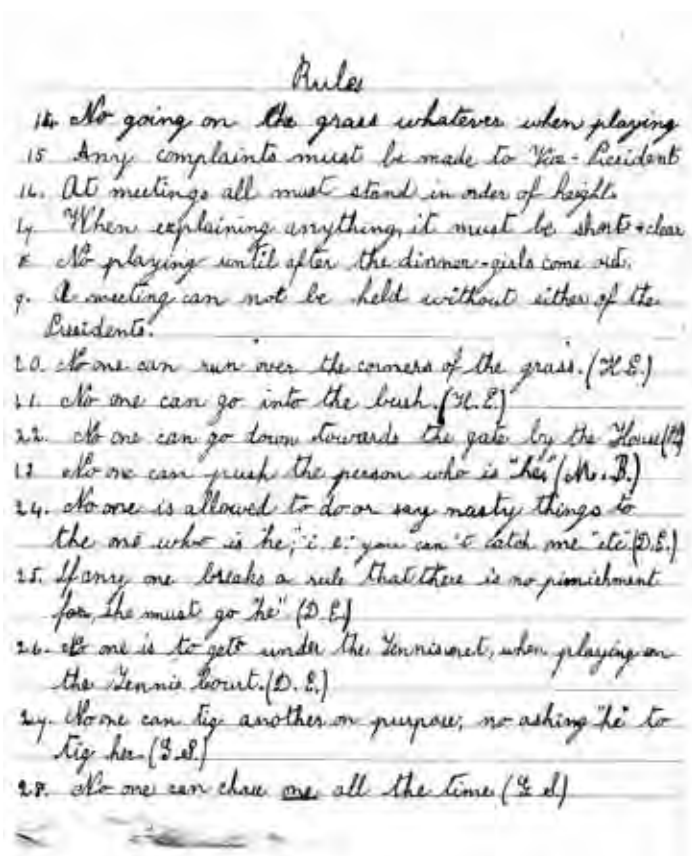 Rules
14. No going on the grass whatever when playing
15 Any complaints must be made to Vice-President
16. At meetings all must stand in order of height.
17 When explaining anything, it must be short + clear
8 No playing until after the dinner-girls come out.
9. A meeting can not be held without either of the
Presidents.
20. No one can run over the corners of the grass. (H.E.)
21. No one can go into the bush. (H.E.)
22. No one can go down towards the gate by the House
23. No one can push the person who is "he" (M.B.)
24. No one is allowed to do or say nasty things to
the one who is "he"; i.e. "you can't catch me" etc (D.E.)
25. If any one breaks a rule that there is no punishment
for, she must go "he". (D.E.)
26. No one is to get under the Tennis net, when playing on
the Tennis Court. (D.E.)
27. No one can tig another on purpose; no asking "he" to
tig her. (G.S.)
28. No one can chase one all the time (G.S)